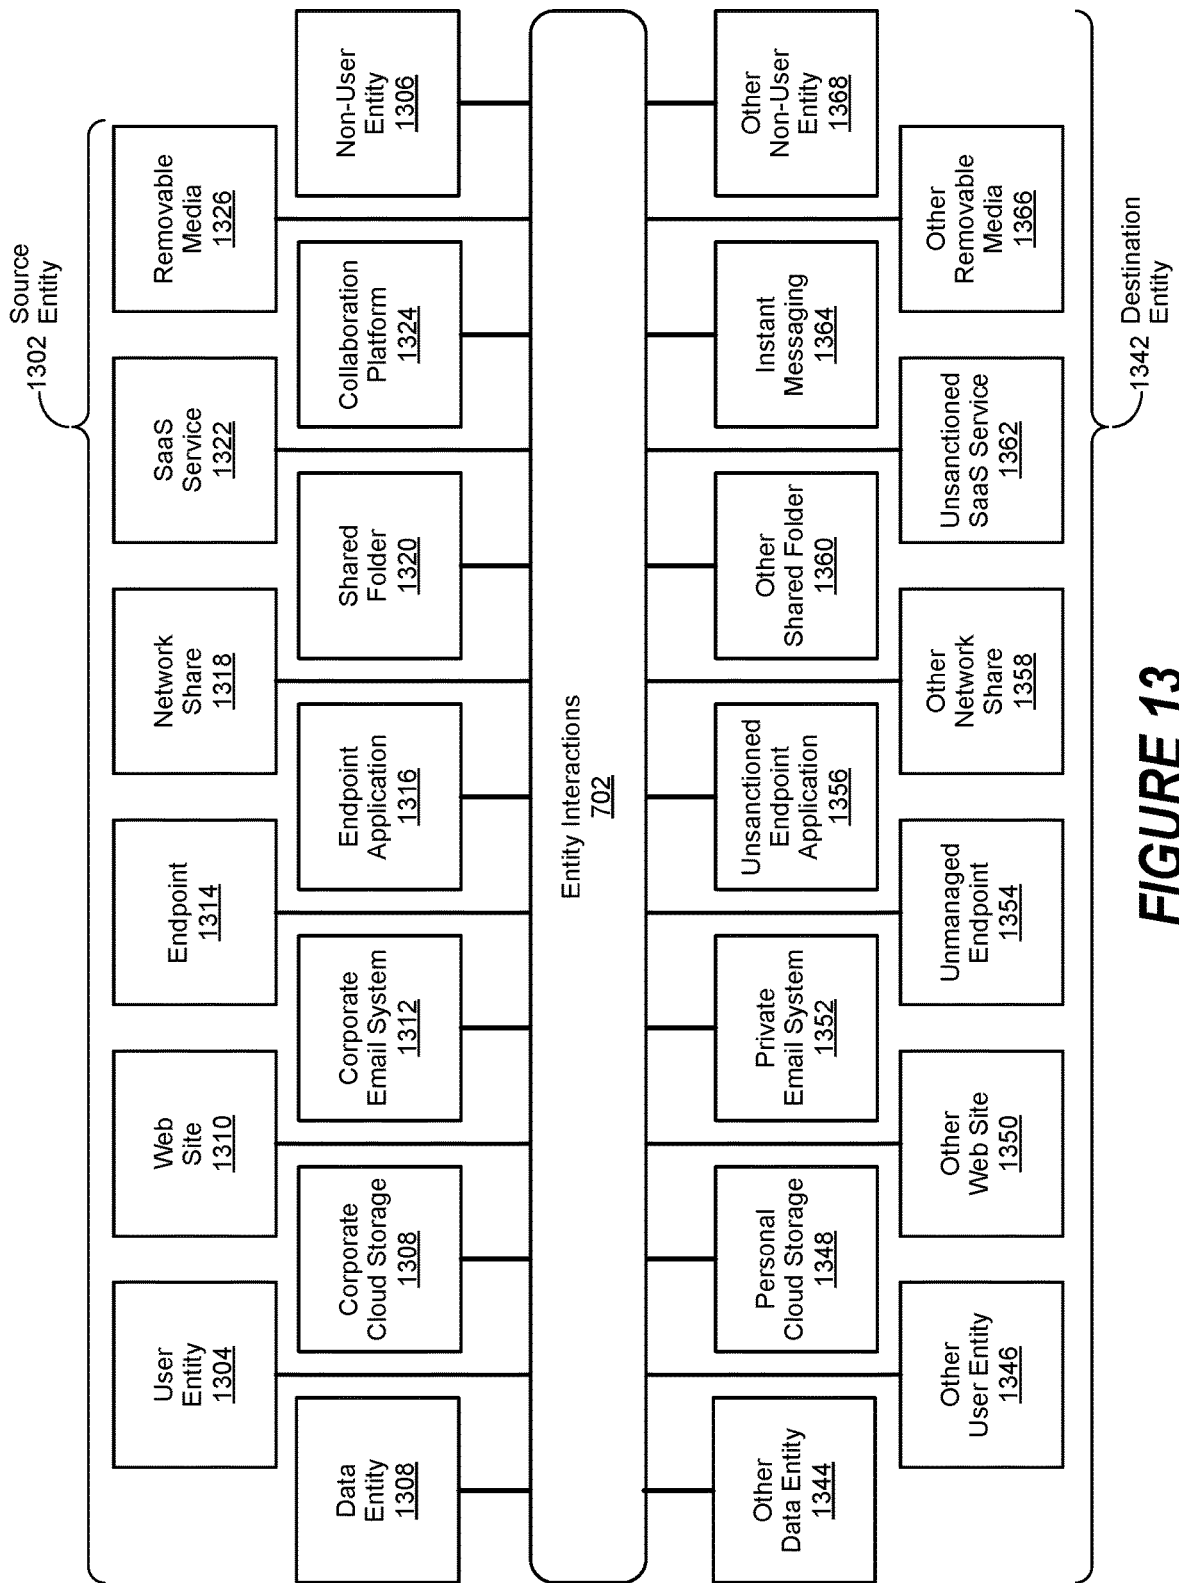 1302 Source
Entity
User
Entity
1304
Web
Site
1310
Endpoint
1314
Network
Share
1318
SaaS
Service
1322
Removable
Media
1326
Data
Entity
1308
Corporate
Cloud Storage
1308
Corporate
Email System
1312
Endpoint
Application
1316
Shared
Folder
1320
Collaboration
Platform
1324
Non-User
Entity
1306
Entity Interactions
702
Other
Data Entity
1344
Personal
Cloud Storage
1348
Private
Email System
1352
Unsanctioned
Endpoint
Application
1356
Other
Shared Folder
1360
Instant
Messaging
1364
Other
Non-User
Entity
1368
Other
User Entity
1346
Other
Web Site
1350
Unmanaged
Endpoint
1354
Other
Network
Share
1358
Unsanctioned
SaaS Service
1362
Other
Removable
Media
1366
1342 Destination
Entity
FIGURE 13